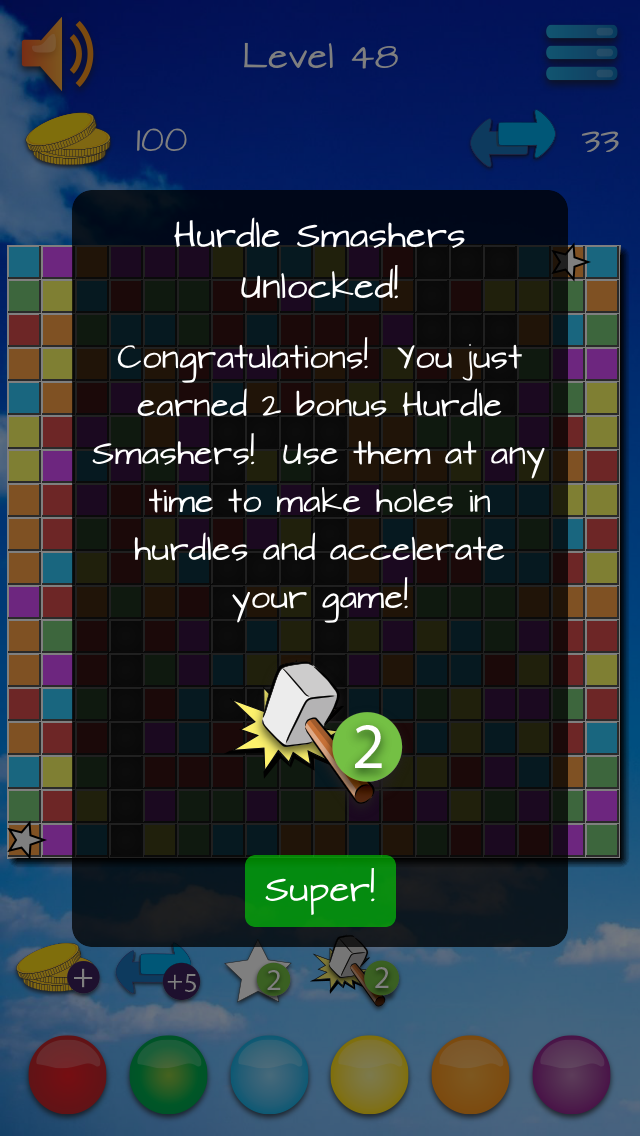 Level 48
100
33
Hurdle Smashers
Unlocked!
Congratulations! You just
earned 2 bonus Hurdle
Smashers! Use them at any
time to make holes in
hurdles and accelerate
your game!
2
Super!
+
+5
2
2